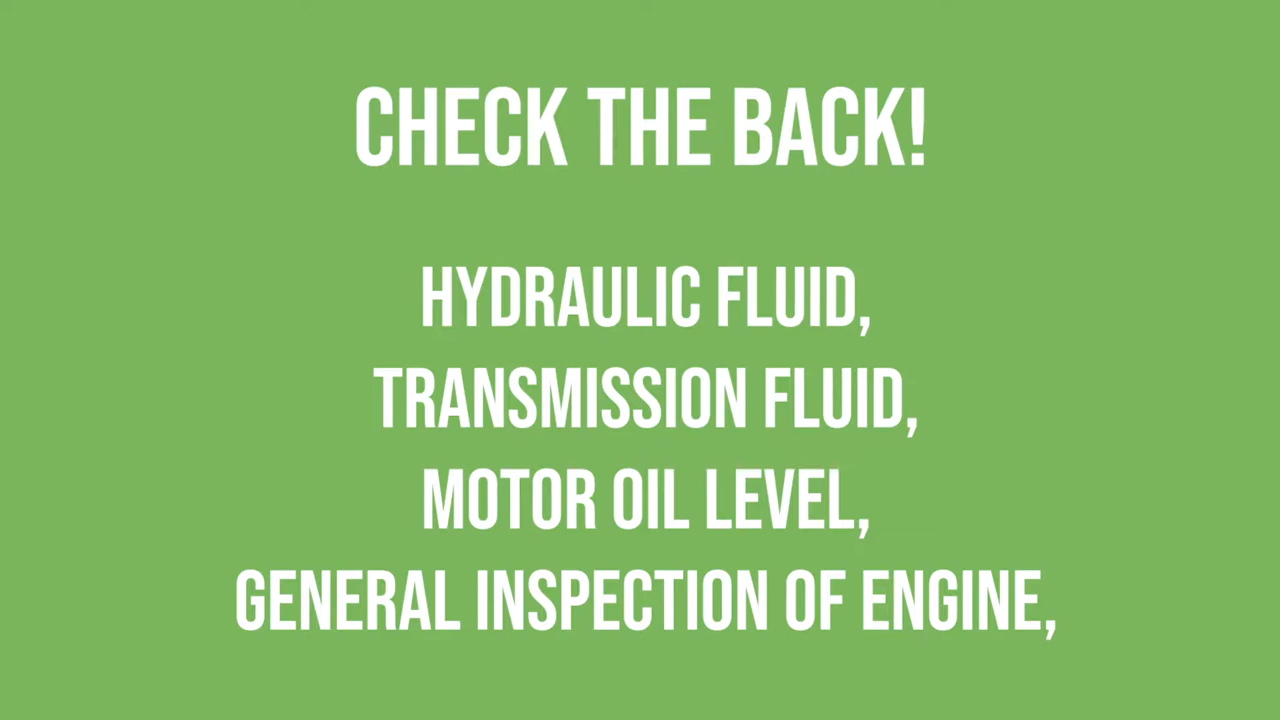 CHECK THE BACK!
HYDRAULIC FLUID,
TRANSMISSION FLUID,
MOTOR OIL LEVEL,
GENERAL INSPECTION OF ENGINE,